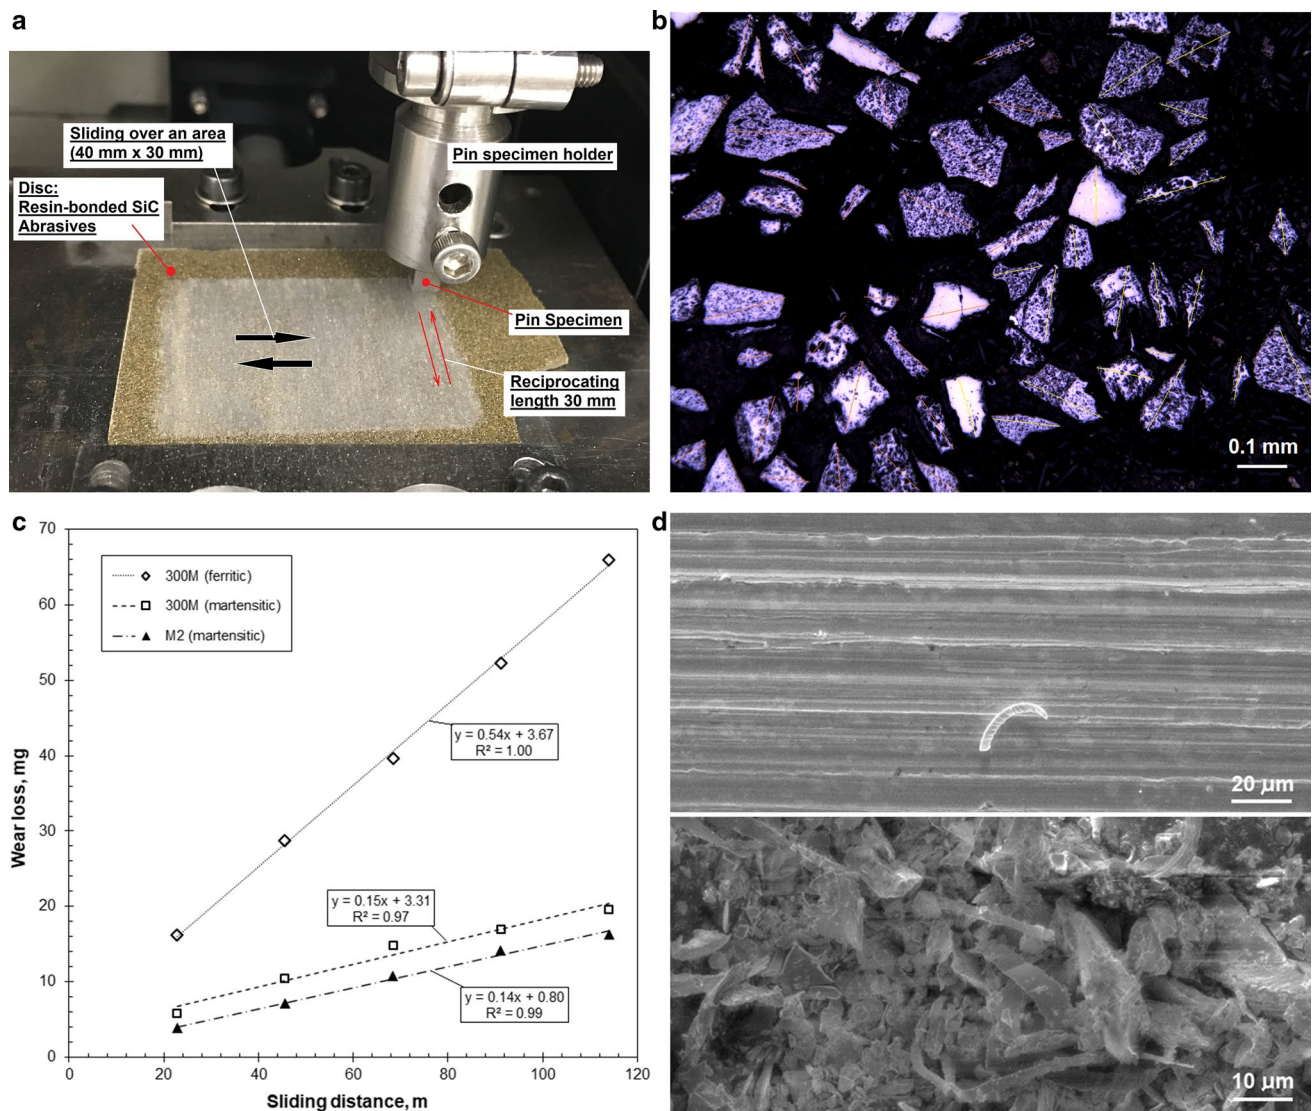 a
Sliding over an area
(40 mm x 30 mm)
Pin specimen holder
Disc:
Resin-bonded SiC
Abrasives
Pin Specimen
Reciprocating
length 30 mm
b
0.1 mm
c
70
60
50
40
30
20
10
0
Wear loss, mg
300M (ferritic)
300M (martensitic)
M2 (martensitic)
y = 0.54x + 3.67
R² = 1.00
y = 0.15x + 3.31
R² = 0.97
y = 0.14x + 0.80
R² = 0.99
0 20 40 60 80 100 120
Sliding distance, m
d
20 µm
10 µm